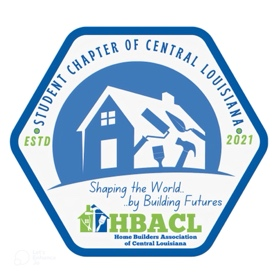 • STUDENT CHAPTER OF CENTRAL LOUISIANA •
ESTD
2021
Shaping the World..
..by Building Futures
HBACL
Home Builders Association
of Central Louisiana